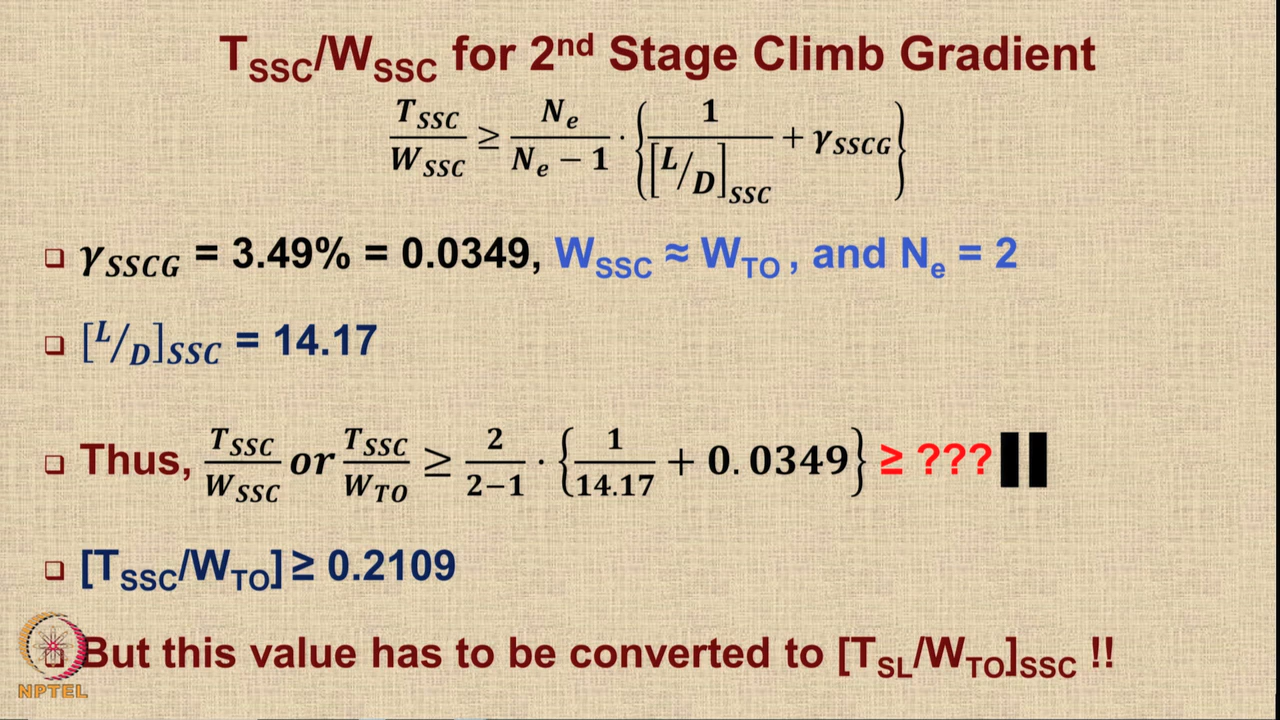 T_SSC/W_SSC for 2nd Stage Climb Gradient
T_SSC/W_SSC ≥ N_e/(N_e − 1) · {1/[L/D]_SSC + γ_SSCG}
❑ γ_SSCG = 3.49% = 0.0349, W_SSC ≈ W_TO , and N_e = 2
❑ [L/D]_SSC = 14.17
❑ Thus, T_SSC/W_SSC or T_SSC/W_TO ≥ 2/(2−1) · {1/14.17 + 0.0349} ≥ ???
❑ [T_SSC/W_TO] ≥ 0.2109
❑ But this value has to be converted to [T_SL/W_TO]_SSC !!
NPTEL